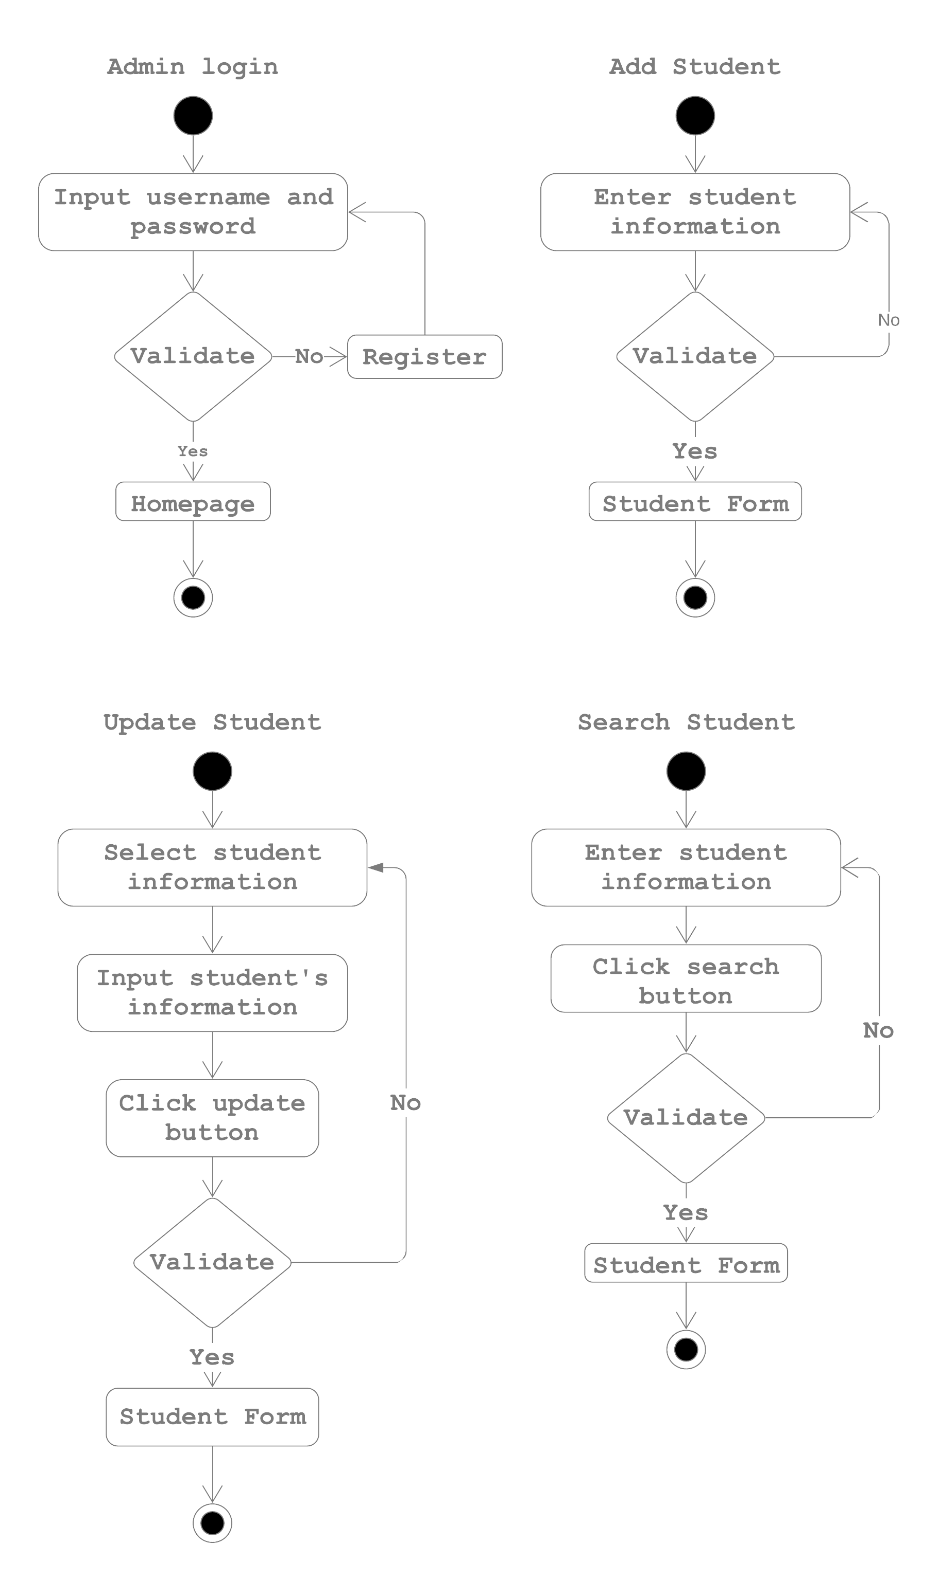 Admin login
Input username and
password
Validate
No
Register
Yes
Homepage
Add Student
Enter student
information
No
Validate
Yes
Student Form
Update Student
Select student
information
Input student's
information
Click update
button
No
Validate
Yes
Student Form
Search Student
Enter student
information
Click search
button
No
Validate
Yes
Student Form